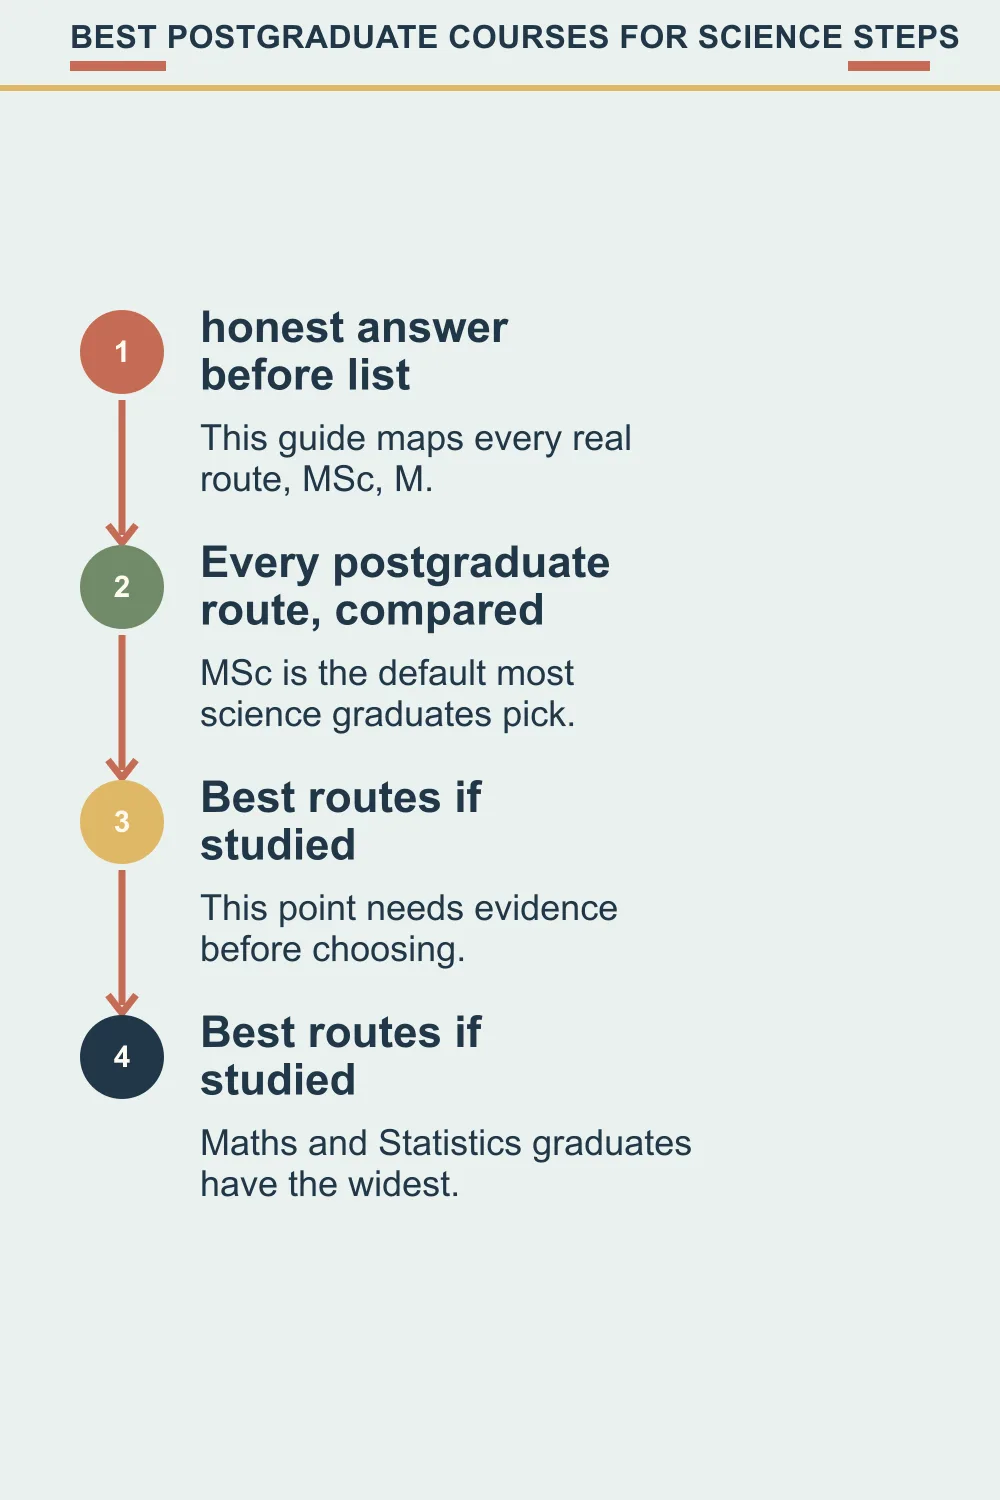 BEST POSTGRADUATE COURSES FOR SCIENCE STEPS
1
honest answer
before list
This guide maps every real
route, MSc, M.
2
Every postgraduate
route, compared
MSc is the default most
science graduates pick.
3
Best routes if
studied
This point needs evidence
before choosing.
4
Best routes if
studied
Maths and Statistics graduates
have the widest.